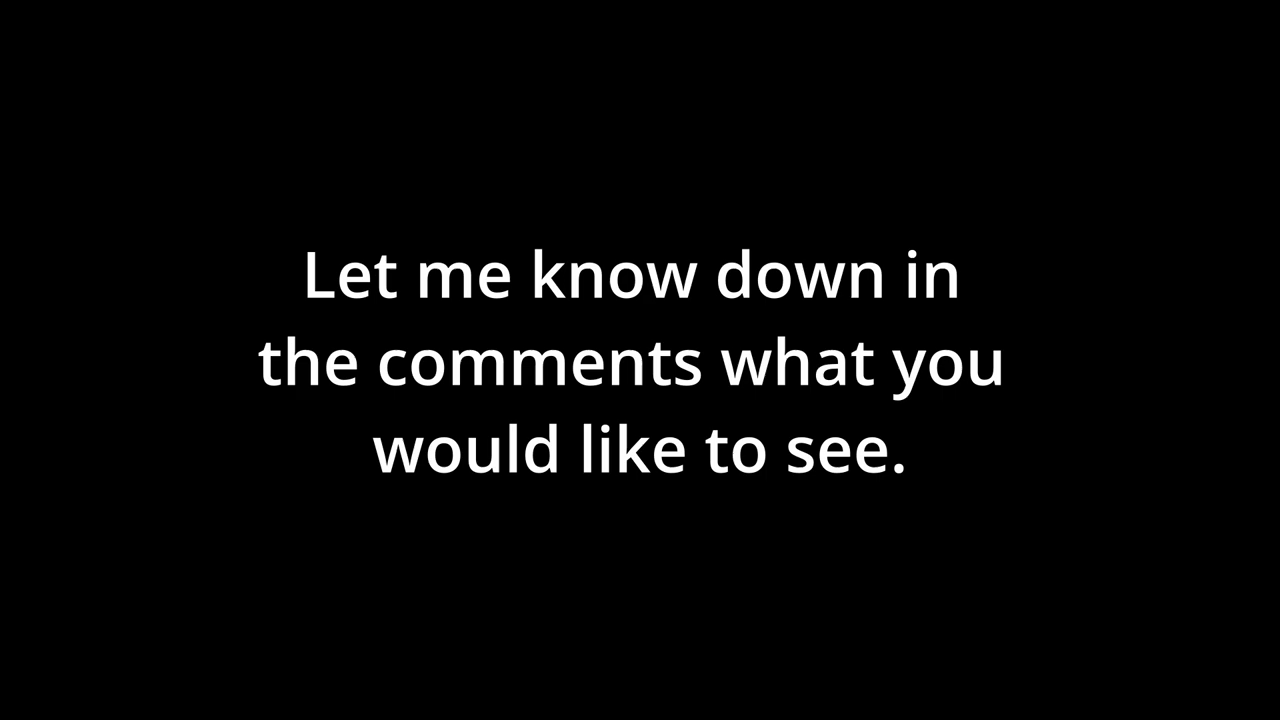 Let me know down in
the comments what you
would like to see.